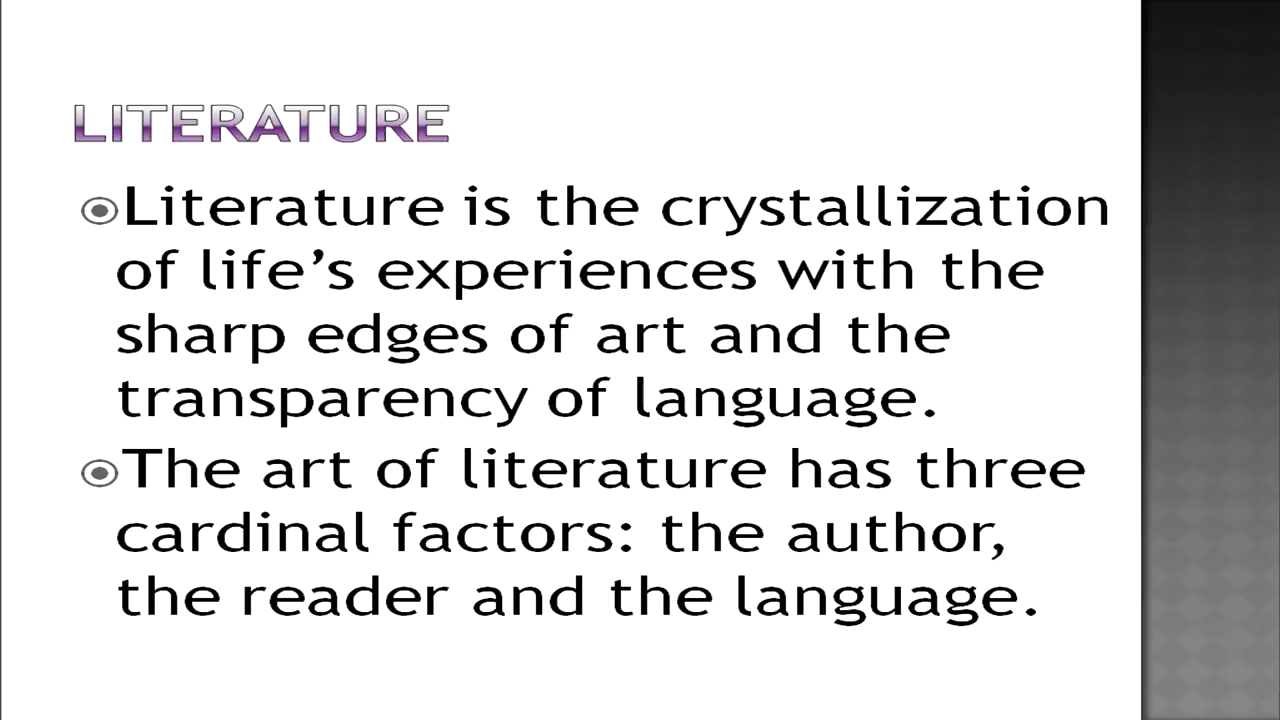 LITERATURE
Literature is the crystallization
of life’s experiences with the
sharp edges of art and the
transparency of language.
The art of literature has three
cardinal factors: the author,
the reader and the language.